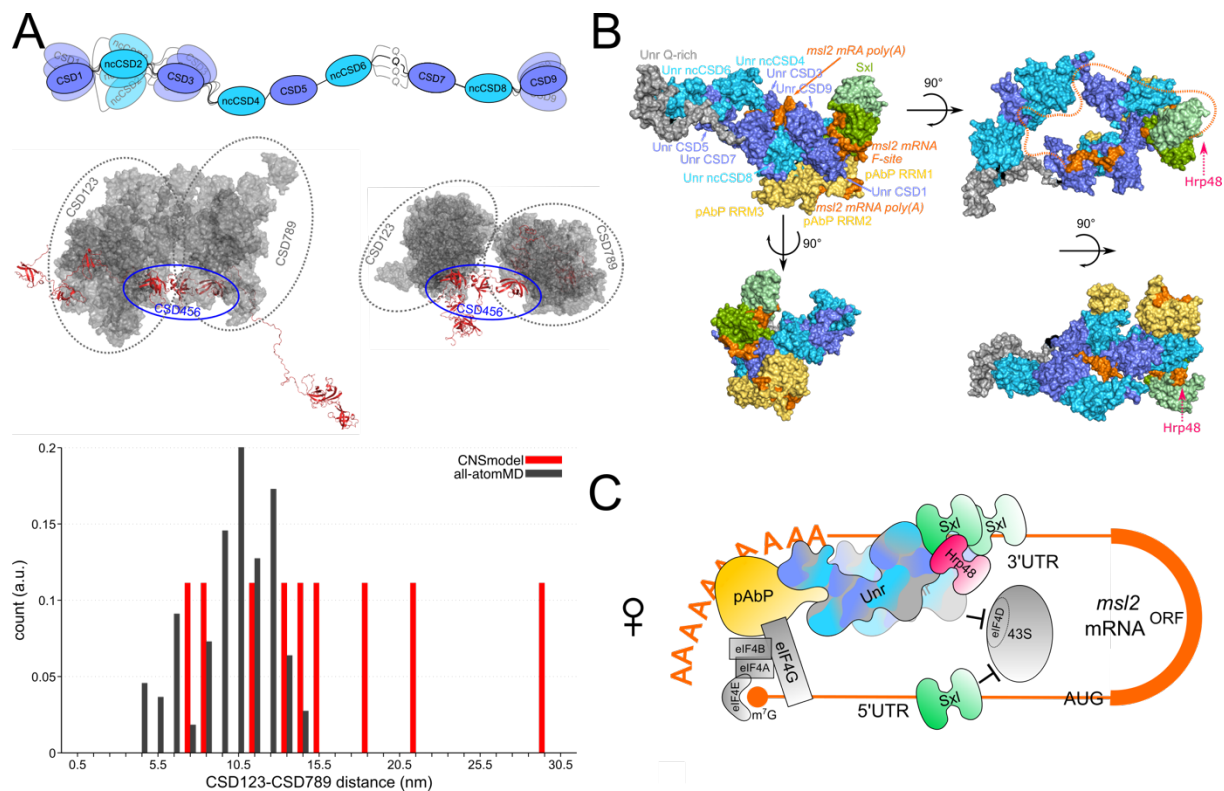 A
CSD1
CSD1
ncCSD2
ncCSD2
CSD3
CSD3
ncCSD4
CSD5
ncCSD6
Q
Q
Q
Q
Q
CSD7
ncCSD8
CSD9
CSD9
CSD123
CSD789
CSD456
CSD123
CSD789
CSD456
CNSmodel
all-atomMD
0.2
0.15
0.1
0.05
0
count (a.u.)
0.5
5.5
10.5
15.5
20.5
25.5
30.5
CSD123-CSD789 distance (nm)
B
msl2 mRA poly(A)
Unr Q-rich
Unr ncCSD4
Sxl
Unr ncCSD6
Unr CSD3
Unr CSD9
Unr CSD5
Unr CSD7
msl2 mRNA
F-site
Unr ncCSD8
pAbP RRM1
Unr CSD1
msl2 mRNA poly(A)
pAbP RRM3
pAbP RRM2
90°
Hrp48
90°
90°
Hrp48
C
♀
AAAAAAAAAAA
Sxl
Sxl
Hrp48
3'UTR
pAbP
Unr
eIF4B
eIF4A
eIF4G
eIF4E
m7G
eIF4D
43S
msl2
mRNA
ORF
5'UTR
Sxl
AUG